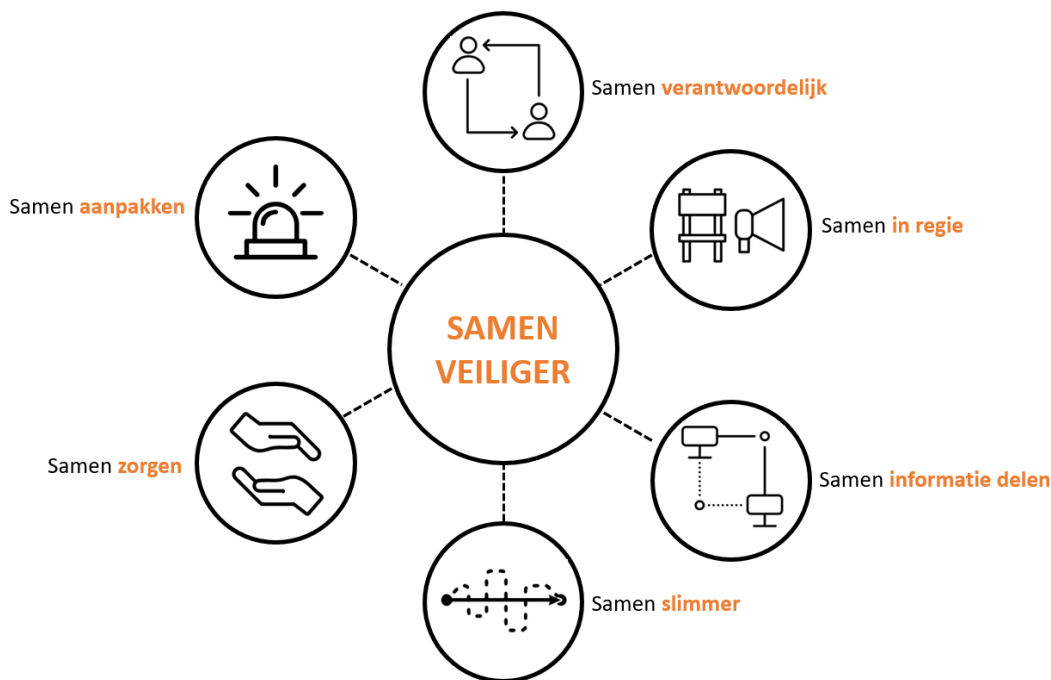 Samen verantwoordelijk
Samen aanpakken
Samen in regie
SAMEN
VEILIGER
Samen zorgen
Samen informatie delen
Samen slimmer